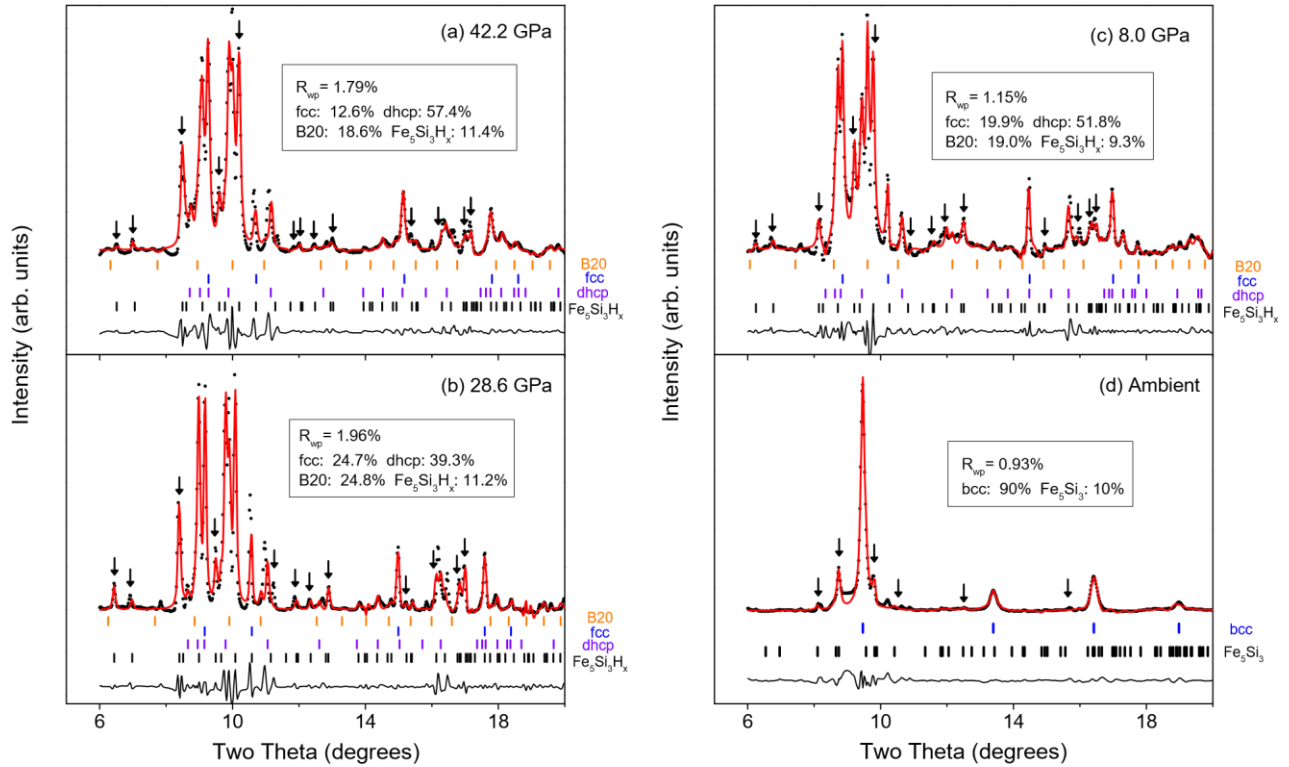 (a) 42.2 GPa
R_wp = 1.79%
fcc: 12.6% dhcp: 57.4%
B20: 18.6% Fe₅Si₃Hₓ: 11.4%
B20
fcc
dhcp
Fe₅Si₃Hₓ
(b) 28.6 GPa
R_wp = 1.96%
fcc: 24.7% dhcp: 39.3%
B20: 24.8% Fe₅Si₃Hₓ: 11.2%
B20
fcc
dhcp
Fe₅Si₃Hₓ
Intensity (arb. units)
6 10 14 18
Two Theta (degrees)
(c) 8.0 GPa
R_wp = 1.15%
fcc: 19.9% dhcp: 51.8%
B20: 19.0% Fe₅Si₃Hₓ: 9.3%
B20
fcc
dhcp
Fe₅Si₃Hₓ
(d) Ambient
R_wp = 0.93%
bcc: 90% Fe₅Si₃: 10%
bcc
Fe₅Si₃
Intensity (arb. units)
6 10 14 18
Two Theta (degrees)